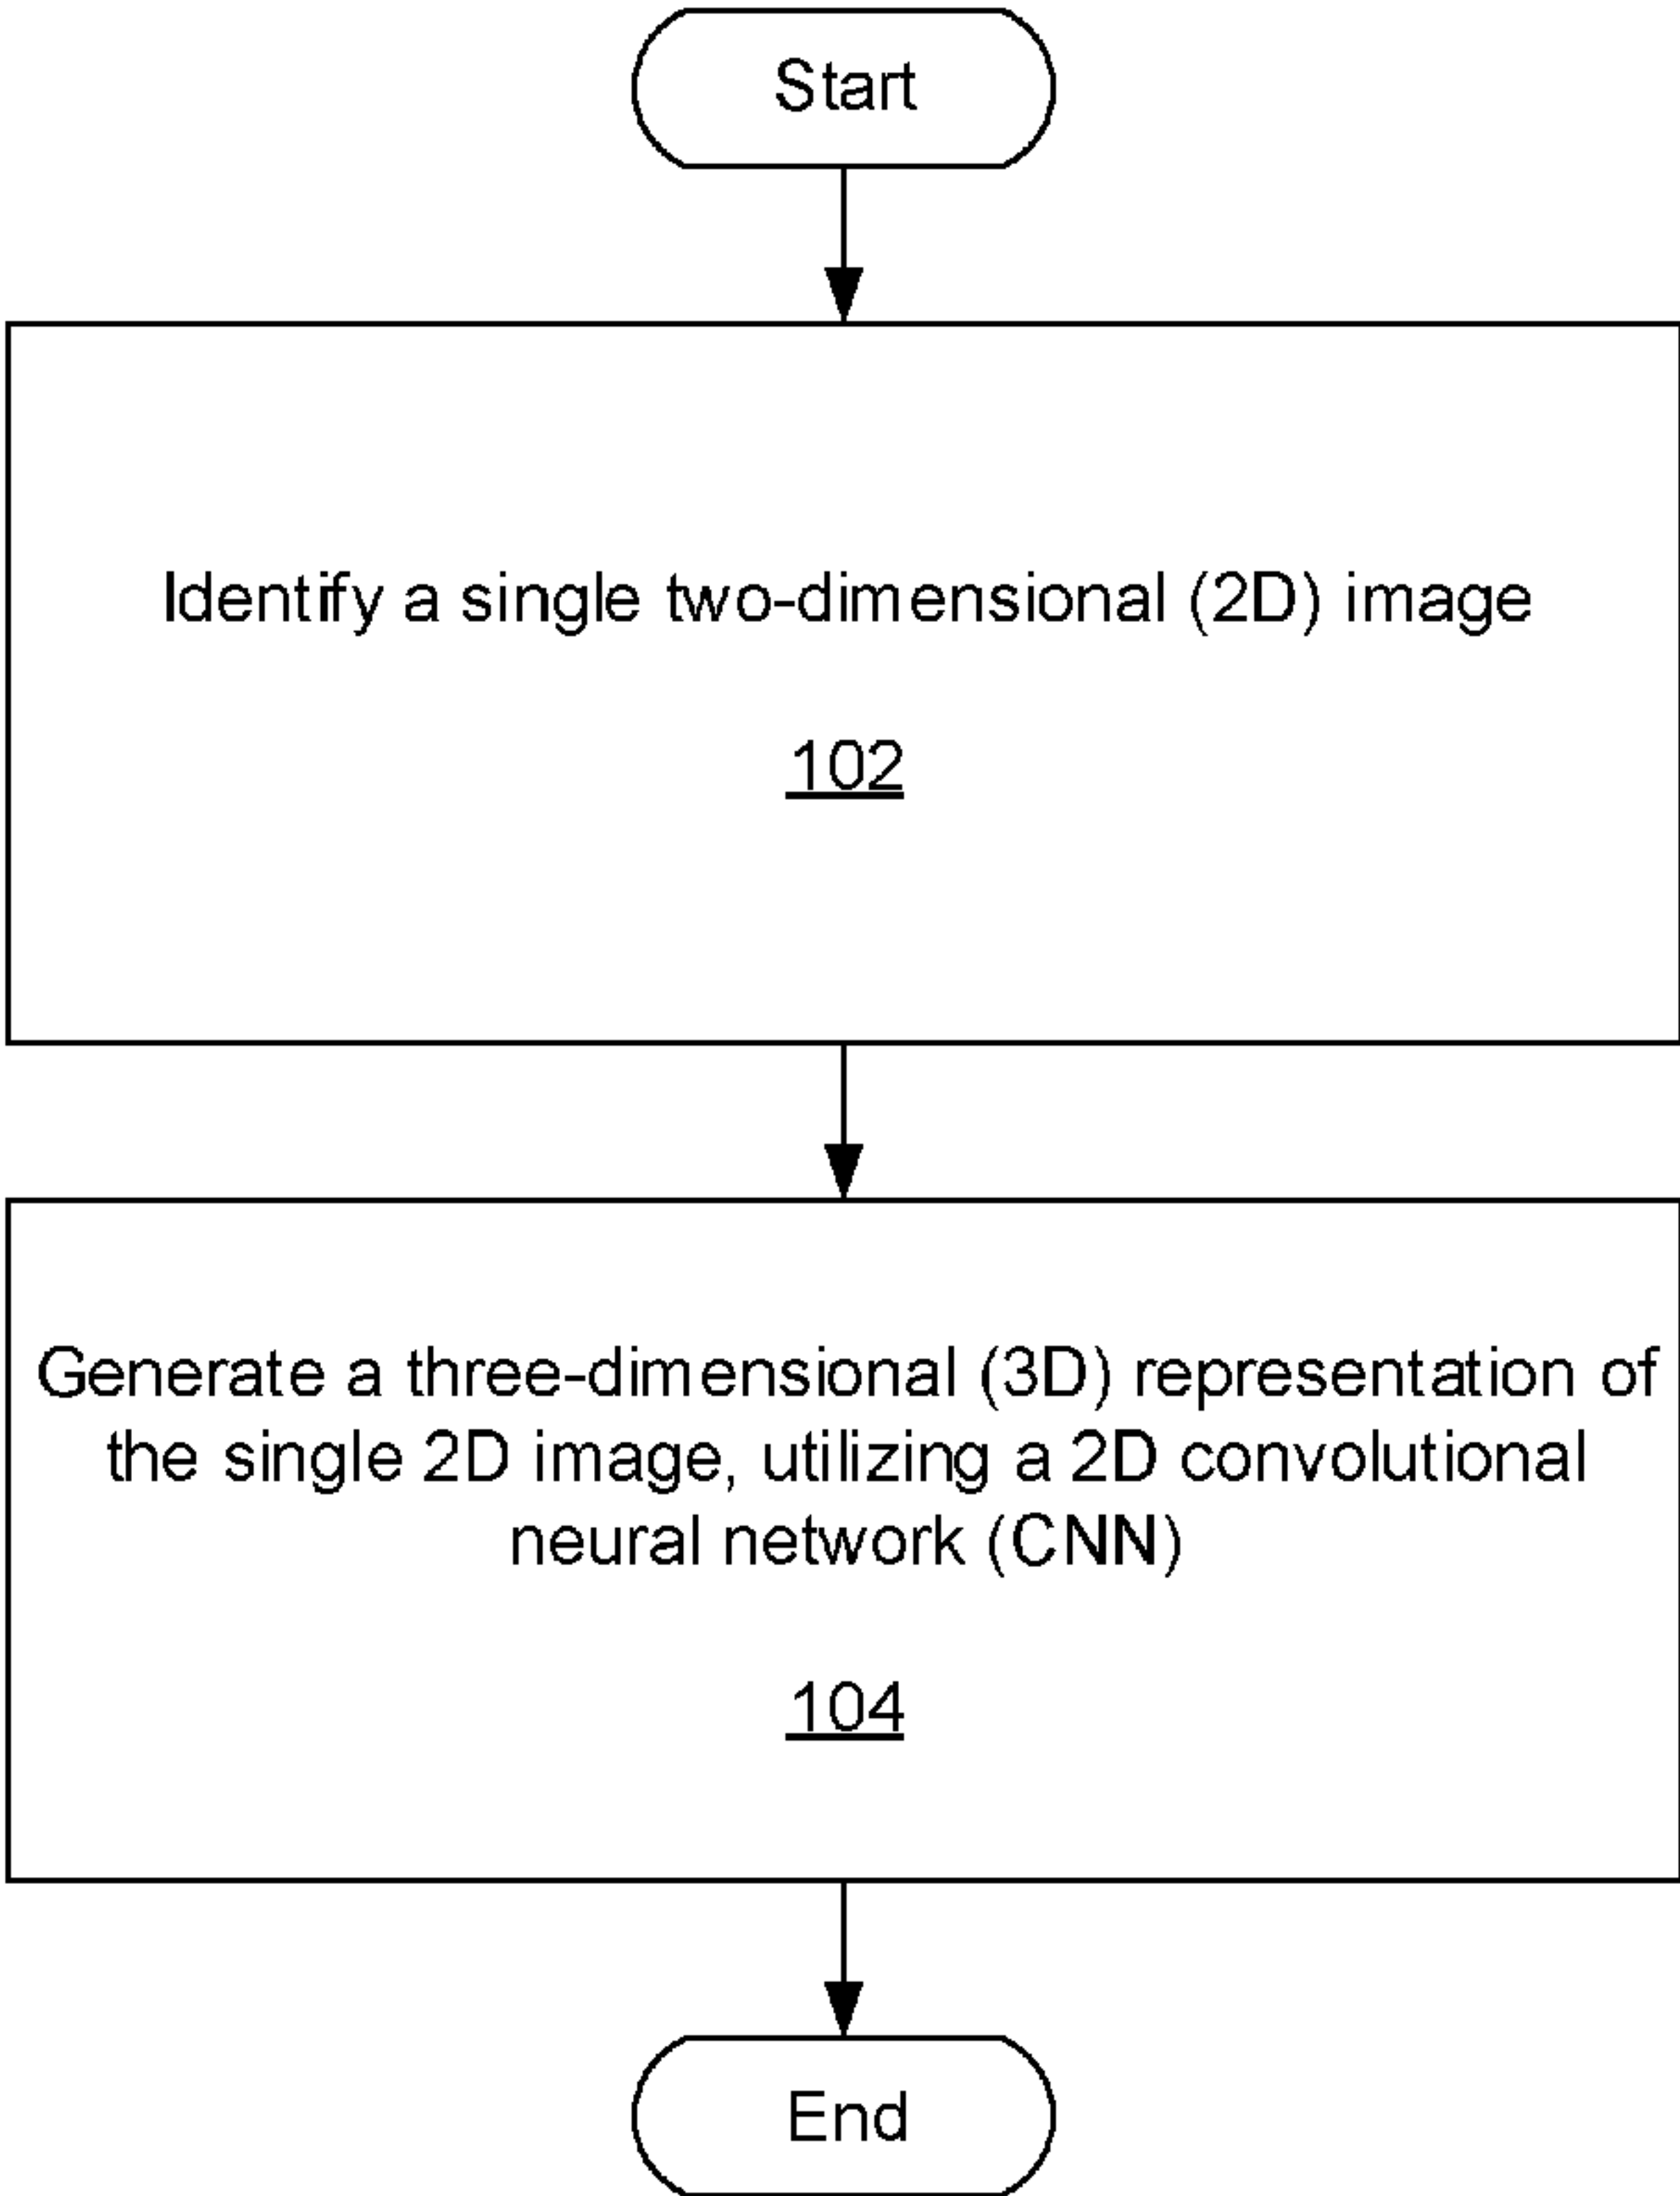 Start
Identify a single two-dimensional (2D) image
102
Generate a three-dimensional (3D) representation of
the single 2D image, utilizing a 2D convolutional
neural network (CNN)
104
End